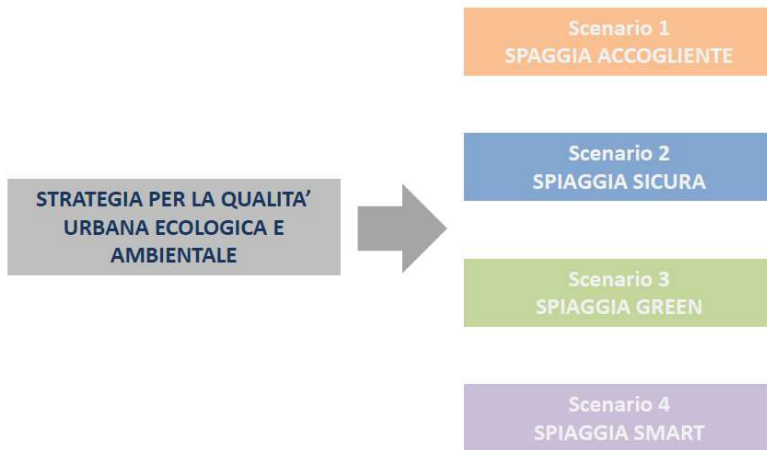 Scenario 1
SPAGGIA ACCOGLIENTE
Scenario 2
SPIAGGIA SICURA
STRATEGIA PER LA QUALITA’
URBANA ECOLOGICA E
AMBIENTALE
Scenario 3
SPIAGGIA GREEN
Scenario 4
SPIAGGIA SMART